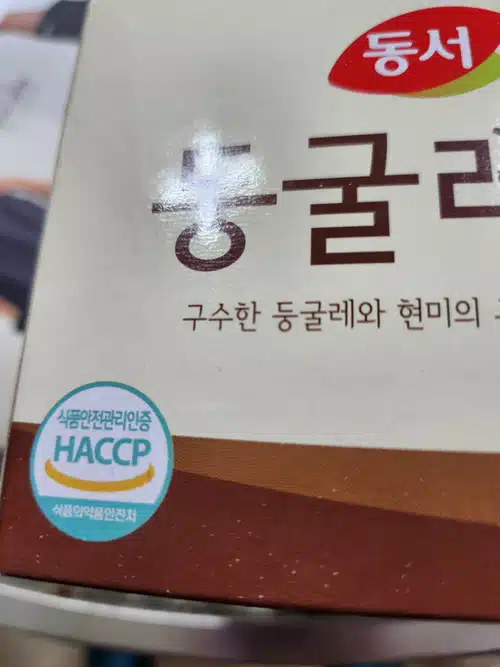 동서
둥굴레
구수한 둥굴레와 현미의
식품안전관리인증
HACCP
식품의약품안전처